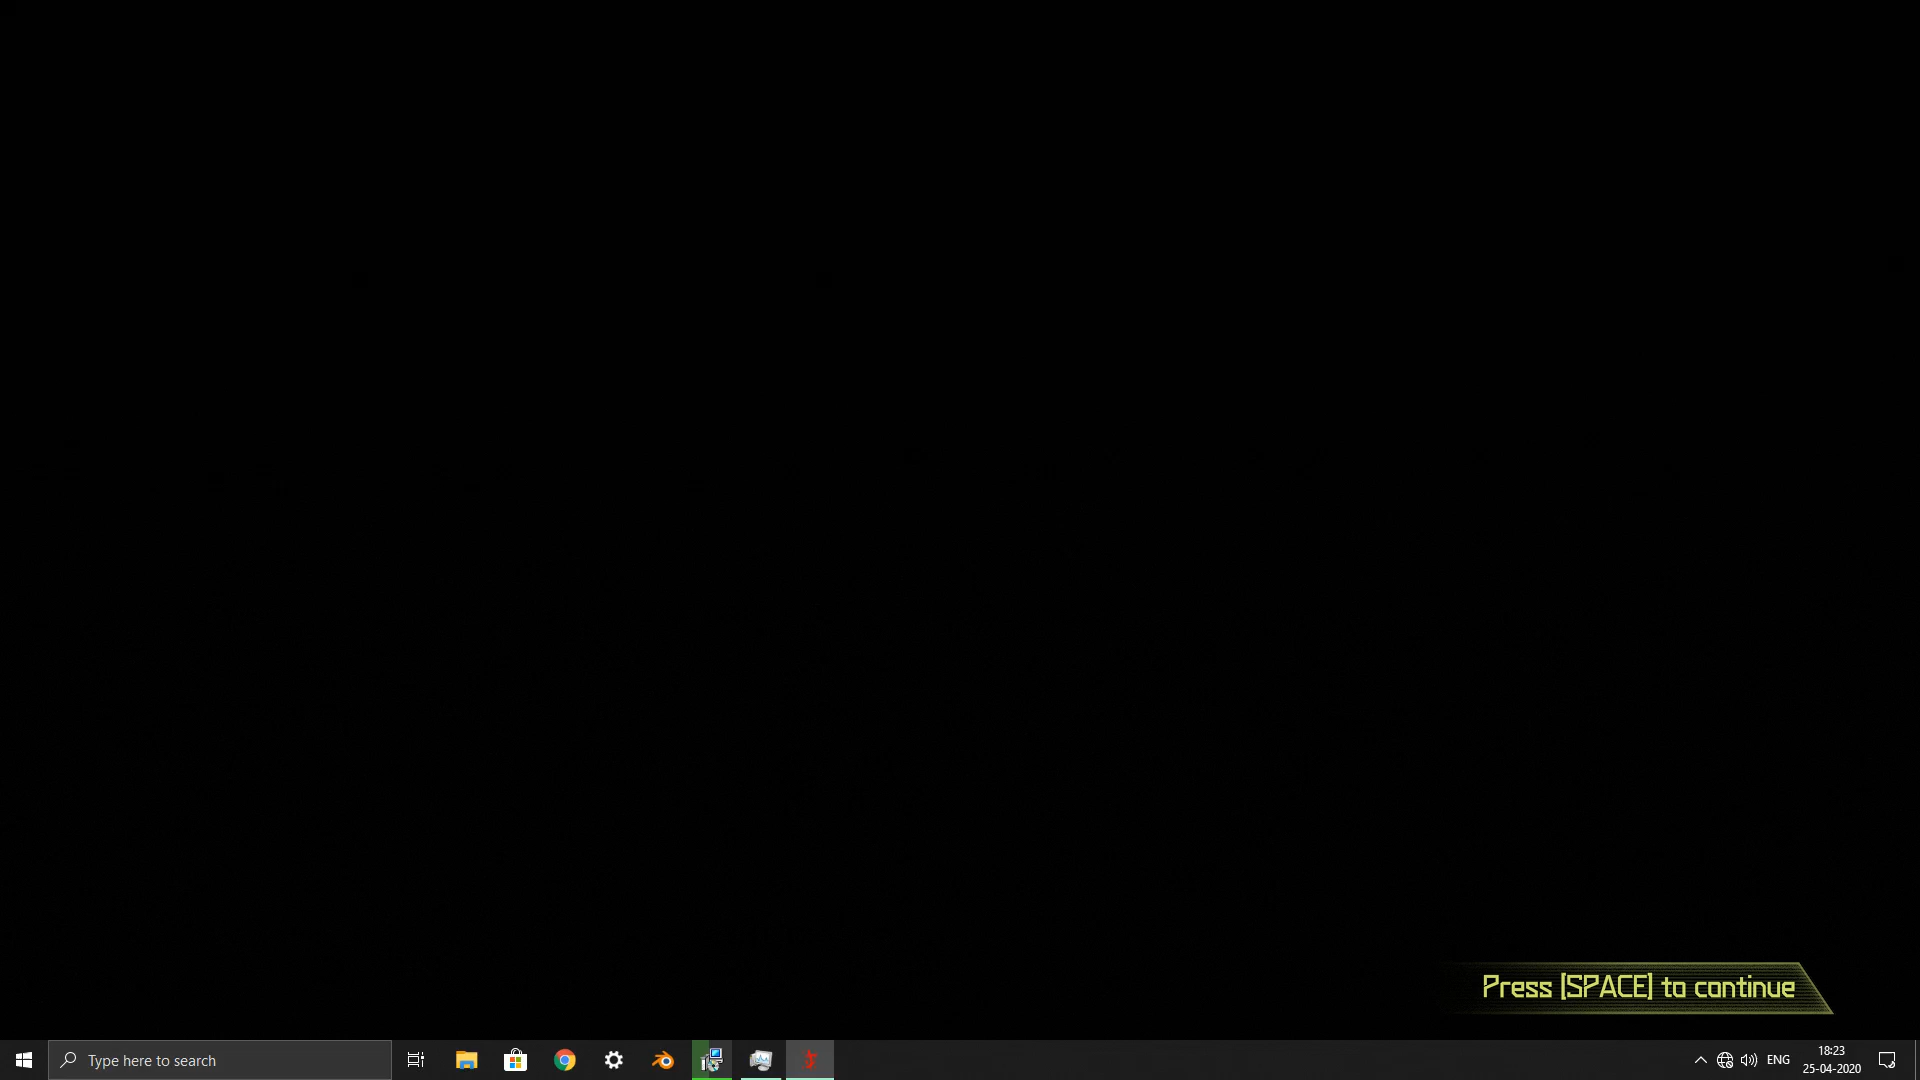 Press [SPACE] to continue
Type here to search
ENG
18:23
25-04-2020